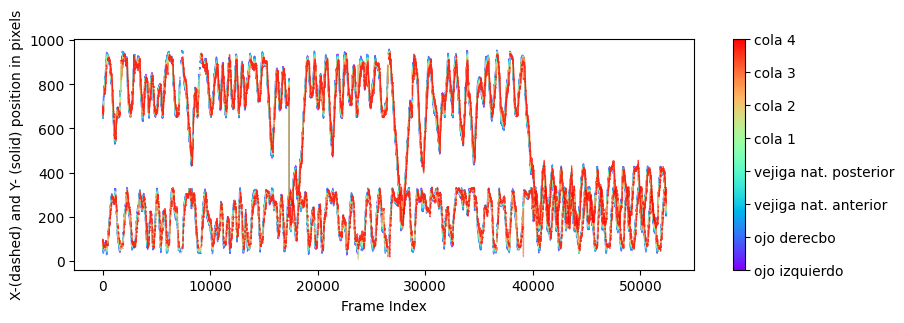 X-(dashed) and Y- (solid) position in pixels
1000
800
600
400
200
0
0 10000 20000 30000 40000 50000
Frame Index
cola 4
cola 3
cola 2
cola 1
vejiga nat. posterior
vejiga nat. anterior
ojo derecbo
ojo izquierdo